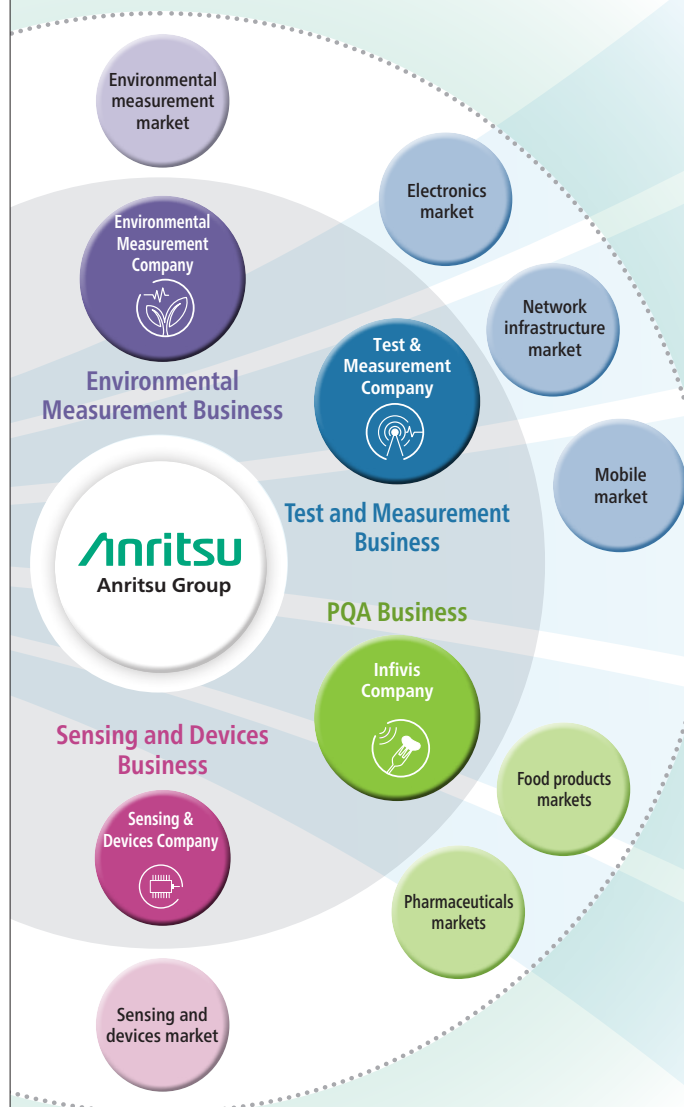 Environmental
measurement
market
Electronics
market
Environmental
Measurement
Company
Network
infrastructure
market
Test &
Measurement
Company
Environmental
Measurement Business
Mobile
market
Test and Measurement
Business
Anritsu
Anritsu Group
PQA Business
Infivis
Company
Sensing and Devices
Business
Food products
markets
Sensing &
Devices Company
Pharmaceuticals
markets
Sensing and
devices market